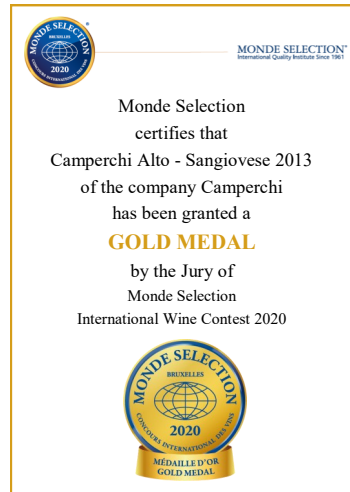 MONDE SELECTION
BRUXELLES
2020
CONCOURS INTERNATIONAL DES VINS
MONDE SELECTION
International Quality Institute Since 1961
Monde Selection
certifies that
Camperchi Alto - Sangiovese 2013
of the company Camperchi
has been granted a
GOLD MEDAL
by the Jury of
Monde Selection
International Wine Contest 2020
MONDE SELECTION
BRUXELLES
2020
CONCOURS INTERNATIONAL DES VINS
MÉDAILLE D'OR
GOLD MEDAL